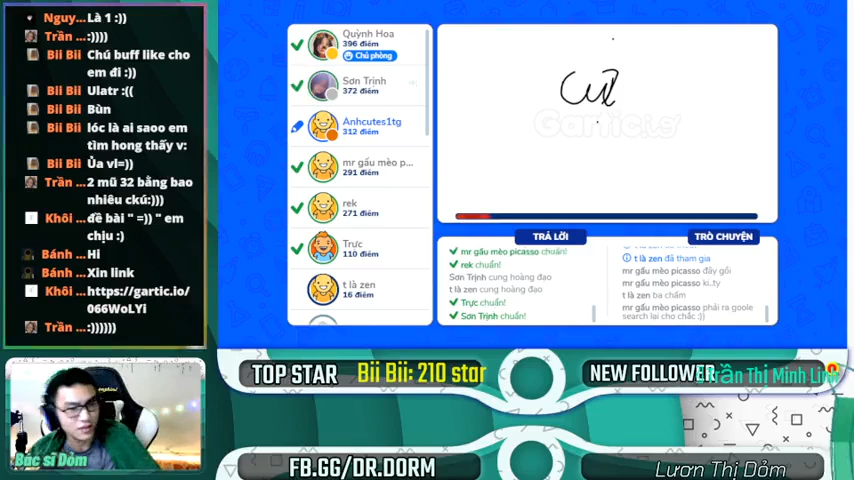 Nguy... Là 1 :))
Trần ... :))))
Bii Bii Chú buff like cho
em đi :))
Bii Bii Ulatr :((
Bii Bii Bùn
Bii Bii lóc là ai saoo em
tìm hong thấy v:
Bii Bii Ủa vl=))
Trần ... 2 mũ 32 bằng bao
nhiêu ckú:)))
Khôi ... đề bài " =)) " em
chịu :)
Bánh... Hi
Bánh... Xin link
Khôi ... https://gartic.io/
066WoLYi
Trần ... :))))))
Quỳnh Hoa
396 điểm
Chủ phòng
Sơn Trịnh
372 điểm
Anhcutes1tg
312 điểm
mr gấu mèo p...
291 điểm
rek
271 điểm
Trực
110 điểm
t là zen
16 điểm
Gartic.io
TRẢ LỜI
mr gấu mèo picasso chuẩn!
rek chuẩn!
Sơn Trịnh cung hoàng đạo
t là zen cung hoàng đạo
Trực chuẩn!
Sơn Trịnh chuẩn!
TRÒ CHUYỆN
t là zen đã tham gia
mr gấu mèo picasso đấy gồi
mr gấu mèo picasso ki..ty
t là zen ba chấm
mr gấu mèo picasso phải ra goole
search lại cho chắc :))
TOP STAR
Bii Bii: 210 star
NEW FOLLOWER
Trần Thị Minh Linh
Bác sĩ Dỏm
FB.GG/DR.DORM
Lươn Thị Dỏm